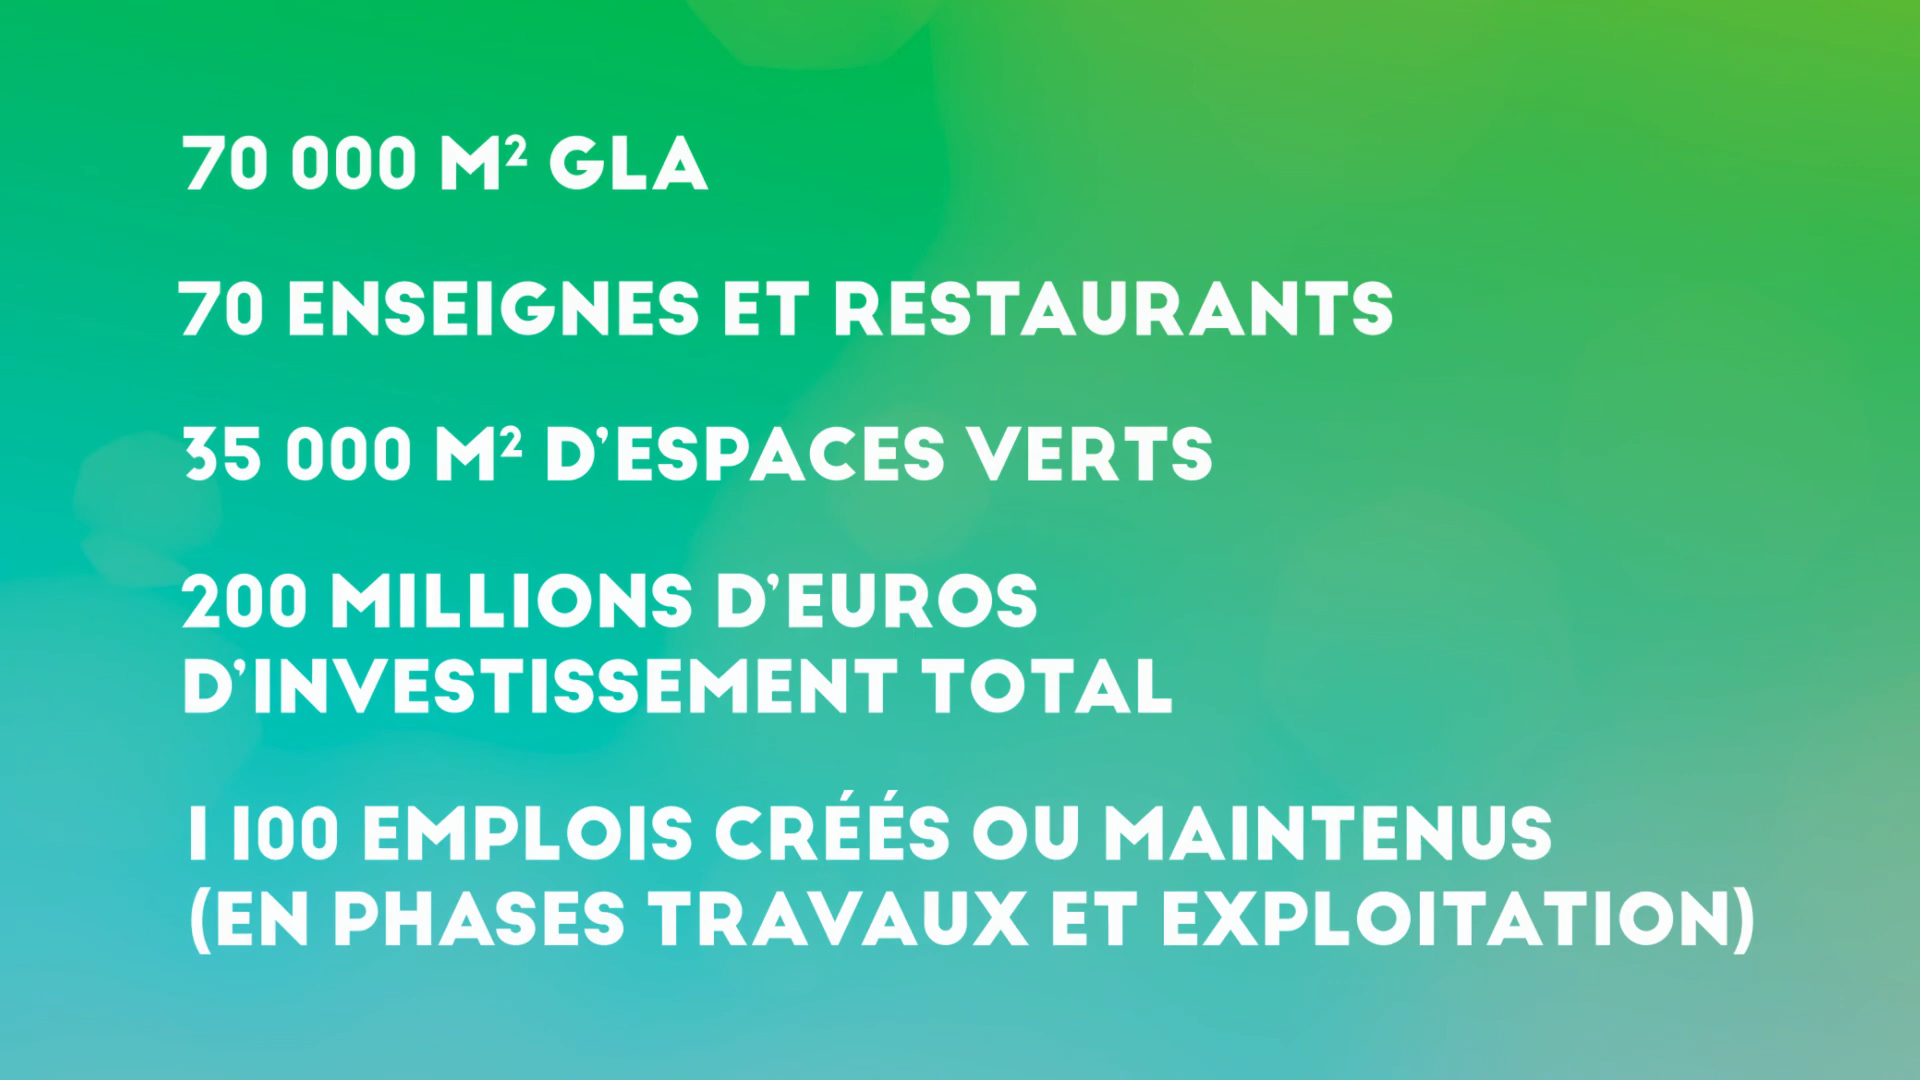 70 000 M² GLA
70 ENSEIGNES ET RESTAURANTS
35 000 M² D'ESPACES VERTS
200 MILLIONS D'EUROS
D'INVESTISSEMENT TOTAL
1 100 EMPLOIS CRÉÉS OU MAINTENUS
(EN PHASES TRAVAUX ET EXPLOITATION)